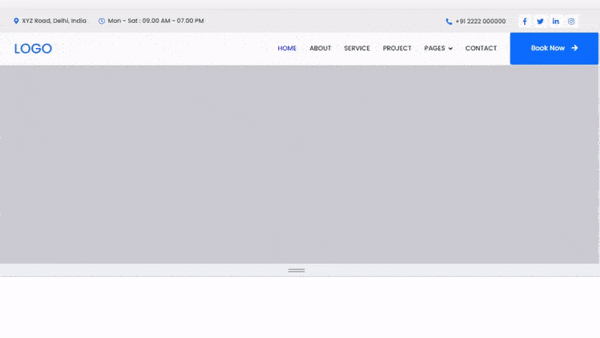 XYZ Road, Delhi, India Mon - Sat : 09.00 AM - 07.00 PM +91 2222 000000
LOGO HOME ABOUT SERVICE PROJECT PAGES CONTACT Book Now